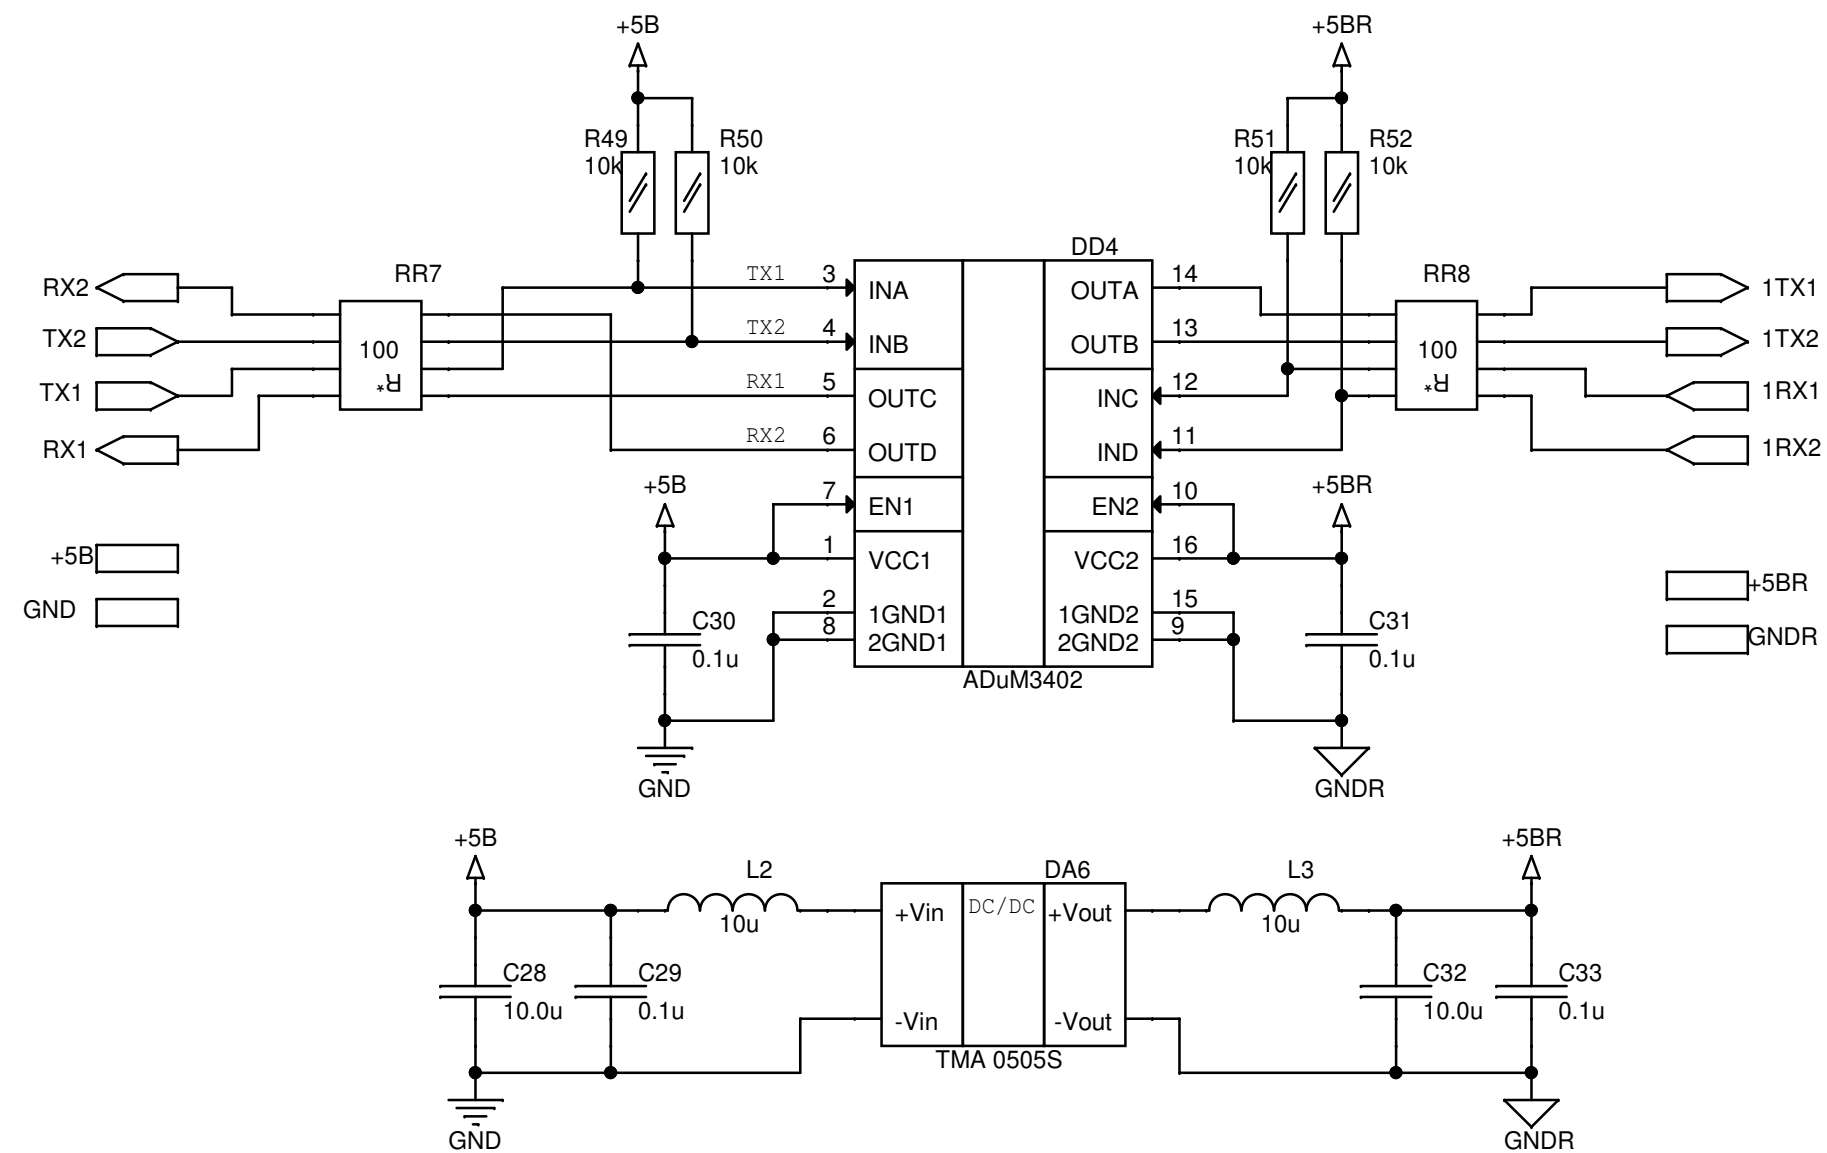 +5B
+5BR
R49
10k
R50
10k
R51
10k
R52
10k
DD4
RX2
TX2
TX1
RX1
RR7
100
R*
TX1
TX2
RX1
RX2
3
4
5
6
7
1
2
8
INA
INB
OUTC
OUTD
EN1
VCC1
1GND1
2GND1
OUTA
OUTB
INC
IND
EN2
VCC2
1GND2
2GND2
14
13
12
11
10
16
15
9
ADuM3402
RR8
100
R*
1TX1
1TX2
1RX1
1RX2
+5B
GND
+5B
C30
0.1u
GND
+5BR
C31
0.1u
GNDR
+5BR
GNDR
+5B
L2
10u
C28
10.0u
C29
0.1u
GND
DA6
+Vin
DC/DC
+Vout
-Vin
-Vout
TMA 0505S
L3
10u
+5BR
C32
10.0u
C33
0.1u
GNDR